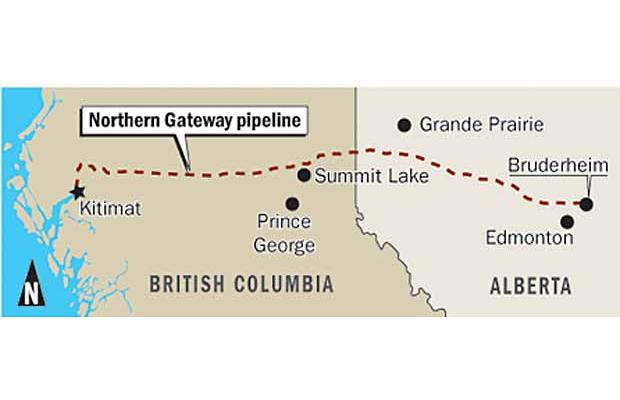 Northern Gateway pipeline
Grande Prairie
Summit Lake
Bruderheim
Kitimat
Prince
George
Edmonton
BRITISH COLUMBIA
ALBERTA
N